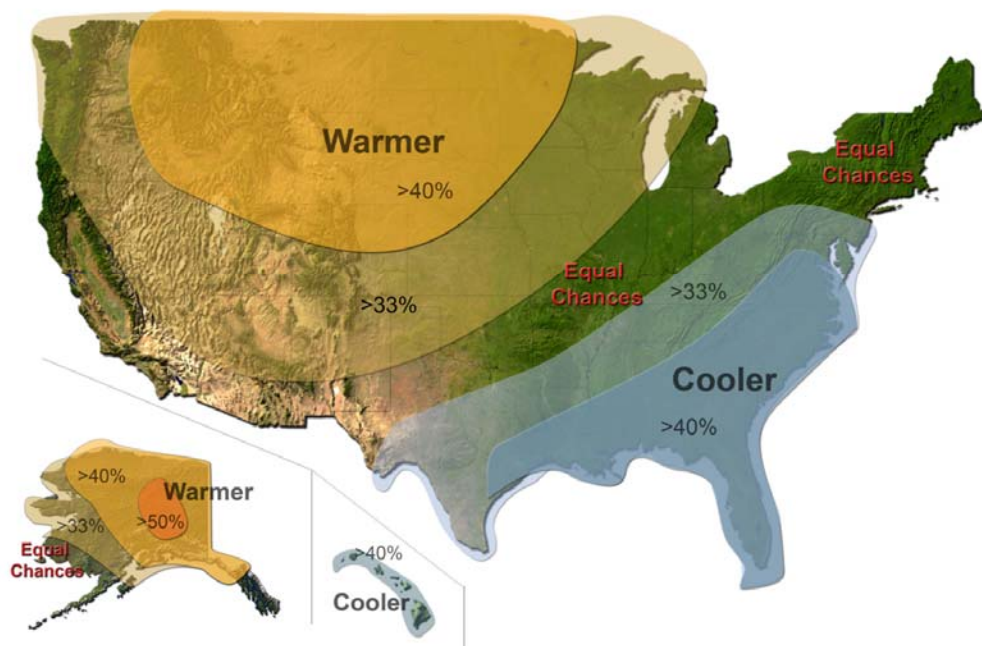 Warmer
>40%
>33%
Equal
Chances
Equal
Chances
>33%
Cooler
>40%
>40%
Warmer
>33%
>50%
Equal
Chances
>40%
Cooler